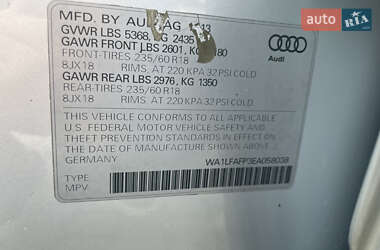 AUTO RIA
MFD. BY AUDI AG
GVWR LBS 5368, KG 2435
GAWR FRONT LBS 2601, KG 1180
FRONT-TIRES 235/60 R18
8JX18 RIMS. AT 220 KPA 32 PSI COLD
GAWR REAR LBS 2976, KG 1350
REAR-TIRES 235/60 R18
8JX18 RIMS. AT 220 KPA 32 PSI COLD.
Audi
THIS VEHICLE CONFORMS TO ALL APPLICABLE
U.S. FEDERAL MOTOR VEHICLE SAFETY AND
THEFT PREVENTION STANDARDS IN EFFECT ON
THE DATE OF MANUFACTURE SHOWN ABOVE.
GERMANY WA1LFAFP3EA058038
TYPE:
MPV